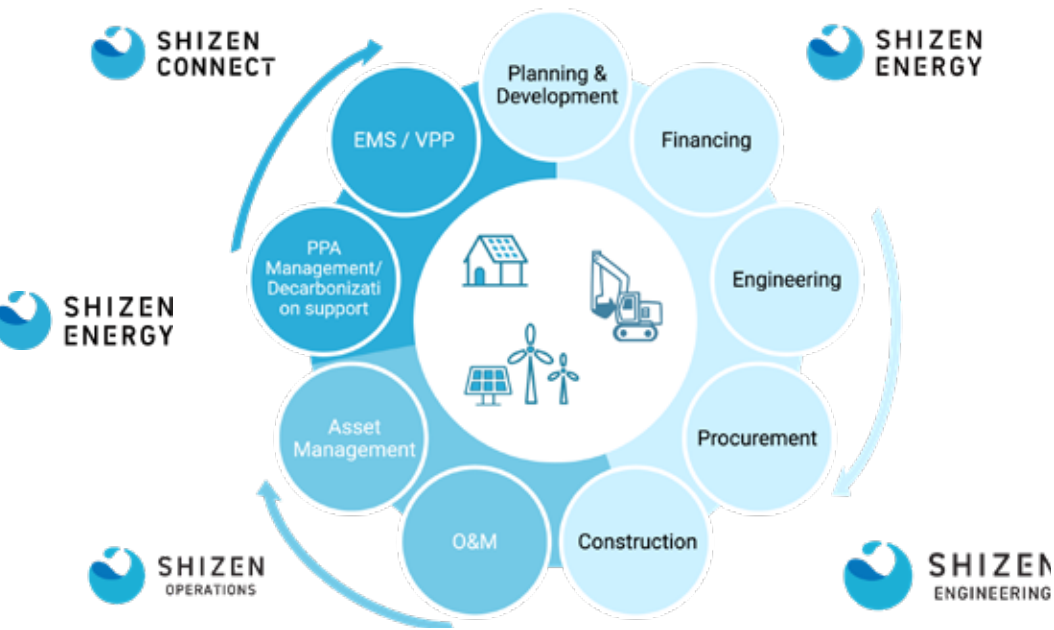 SHIZEN
CONNECT
SHIZEN
ENERGY
Planning &
Development
EMS / VPP
Financing
PPA
Management/
Decarbonizati
on support
Engineering
SHIZEN
ENERGY
Asset
Management
Procurement
O&M
Construction
SHIZEN
OPERATIONS
SHIZEN
ENGINEERING